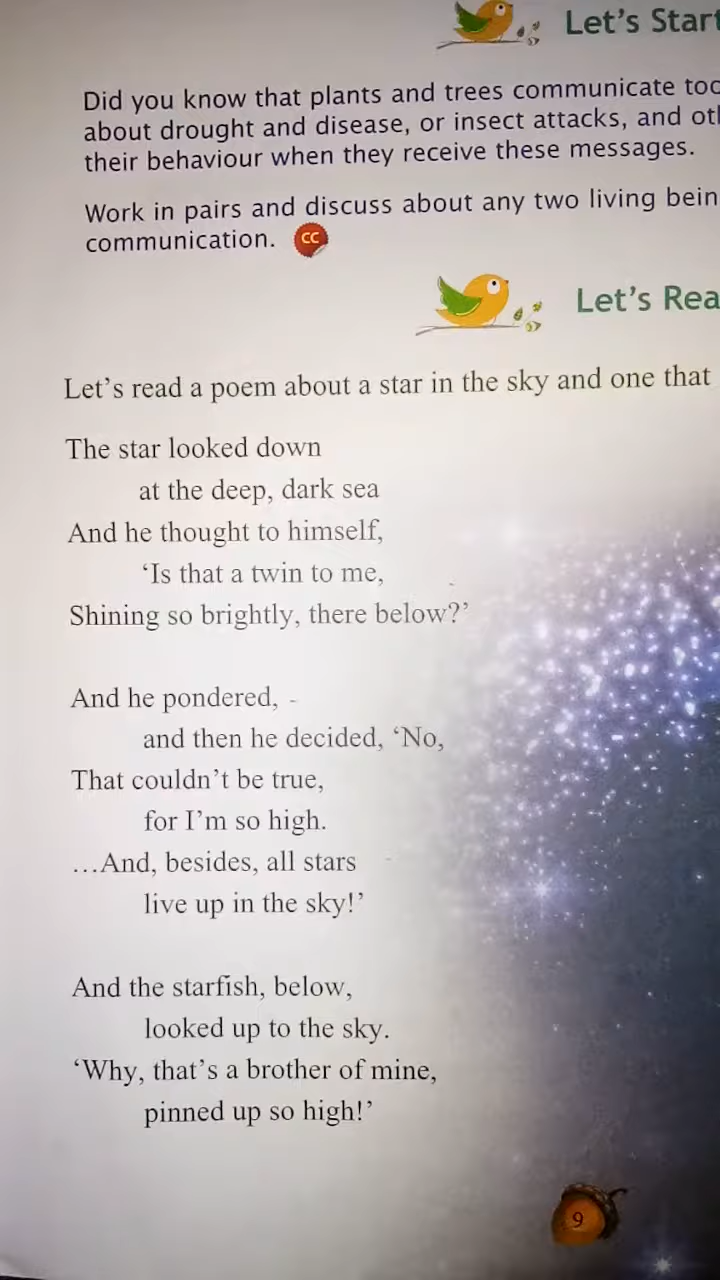 Let's Start
Did you know that plants and trees communicate too
about drought and disease, or insect attacks, and
their behaviour when they receive these messages.
Work in pairs and discuss about any two living
communication. CC
Let's
Let's read a poem about a star in the sky and one that
The star looked down
at the deep, dark sea
And he thought to himself,
‘Is that a twin to me,
Shining so brightly, there below?’
And he pondered,
and then he decided, ‘No,
That couldn't be true,
for I'm so high.
...And, besides, all stars
live up in the sky!’
And the starfish, below,
looked up to the sky.
‘Why, that's a brother of mine,
pinned up so high!’
9